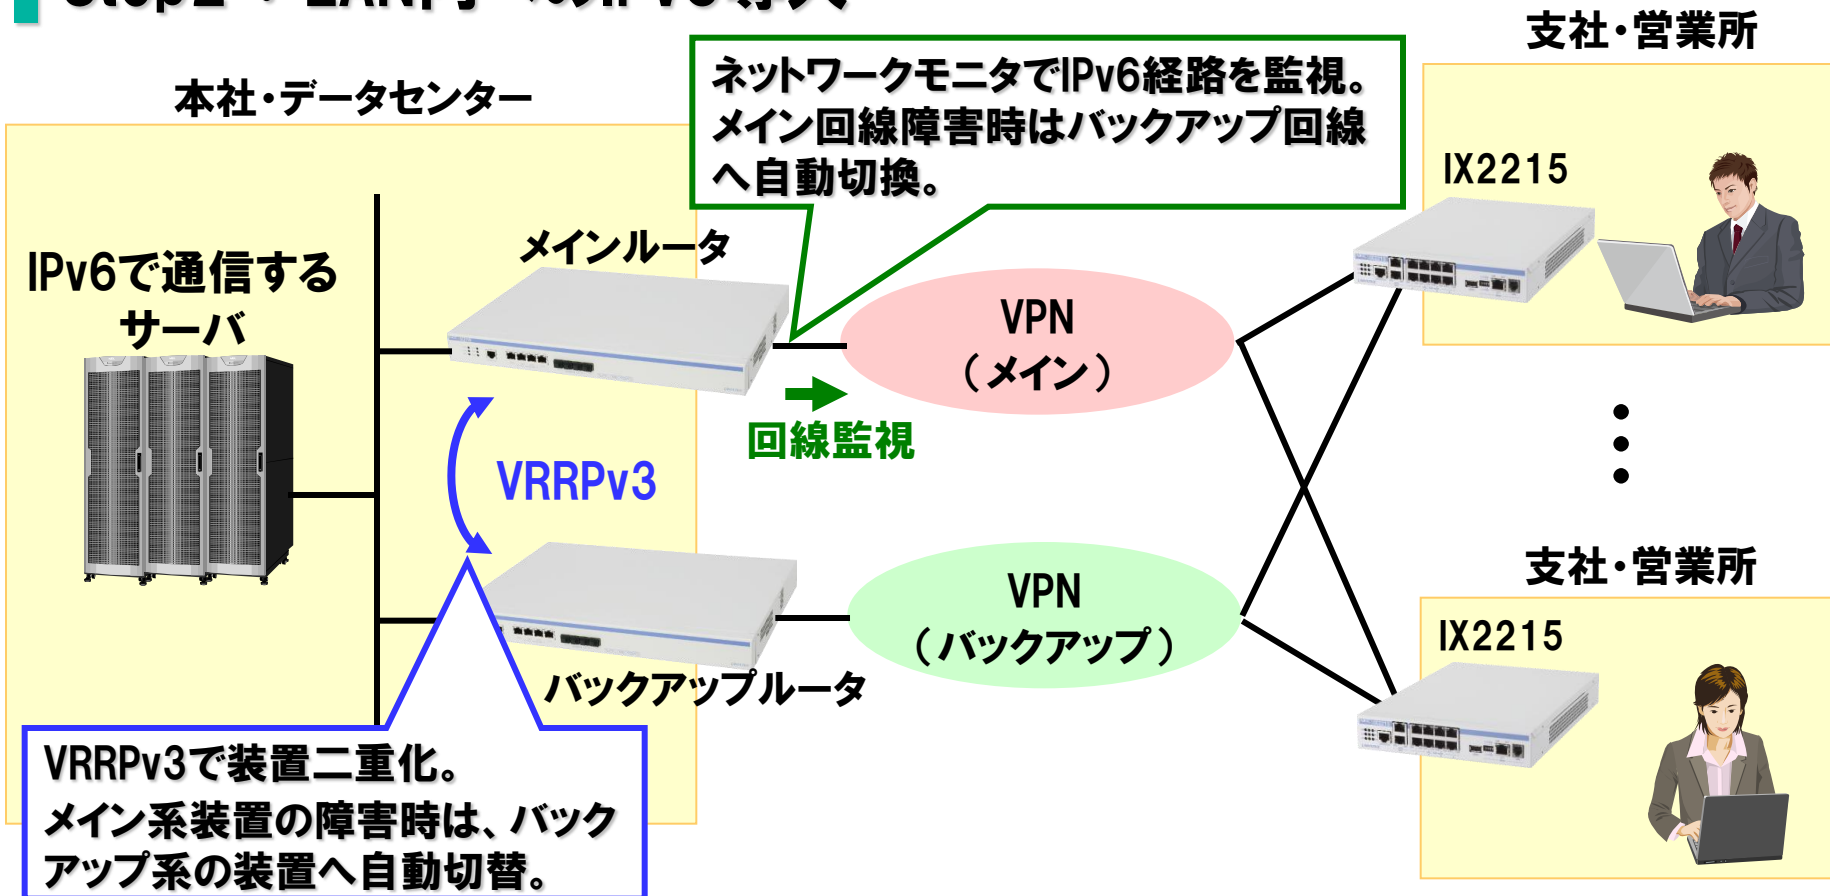 支社・営業所
本社・データセンター
ネットワークモニタでIPv6経路を監視。
メイン回線障害時はバックアップ回線
へ自動切換。
IX2215
メインルータ
IPv6で通信する
サーバ
VPN
(メイン)
回線監視
VRRPv3
VPN
(バックアップ)
支社・営業所
IX2215
バックアップルータ
VRRPv3で装置二重化。
メイン系装置の障害時は、バック
アップ系の装置へ自動切替。